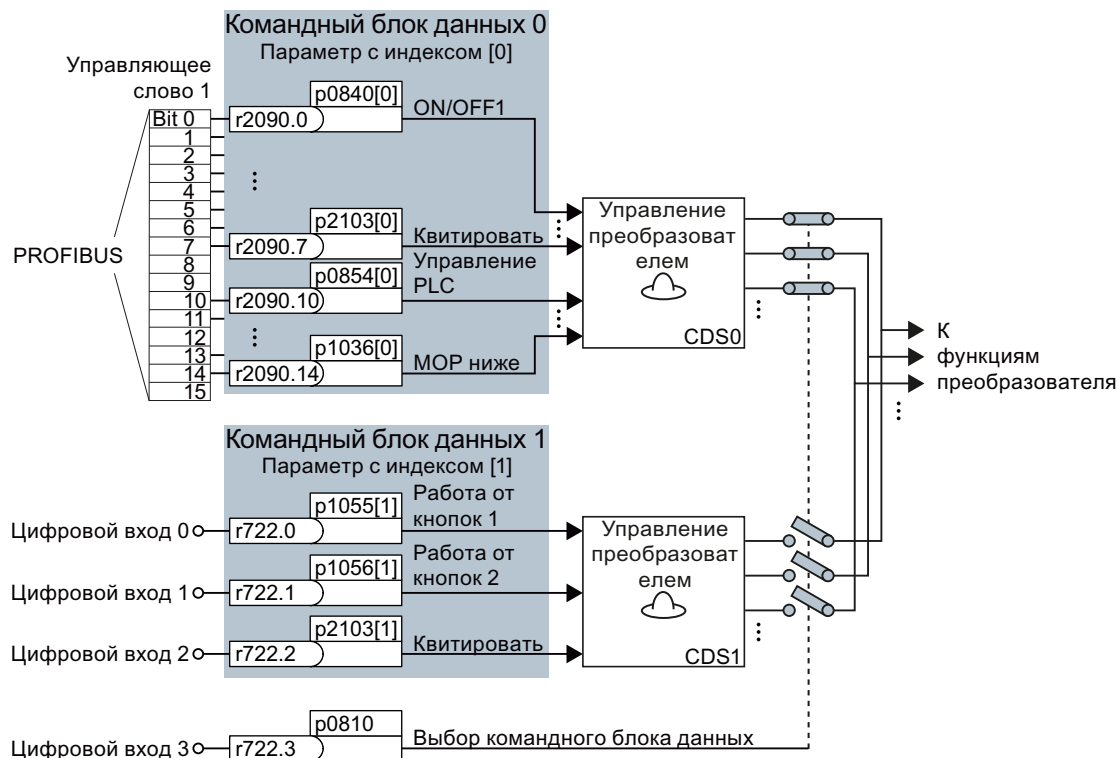 Командный блок данных 0
Параметр с индексом [0]
Управляющее
слово 1
PROFIBUS
Bit 0
1
2
3
4
5
6
7
8
9
10
11
12
13
14
15
p0840[0]
r2090.0
ON/OFF1
p2103[0]
r2090.7
Квитировать
p0854[0]
r2090.10
Управление
PLC
p1036[0]
r2090.14
MOP ниже
Управление
преобразоват
елем
CDS0
К
функциям
преобразователя
Командный блок данных 1
Параметр с индексом [1]
Цифровой вход 0
r722.0
p1055[1]
Работа от
кнопок 1
Цифровой вход 1
r722.1
p1056[1]
Работа от
кнопок 2
Цифровой вход 2
r722.2
p2103[1]
Квитировать
Управление
преобразоват
елем
CDS1
Цифровой вход 3
r722.3
p0810
Выбор командного блока данных